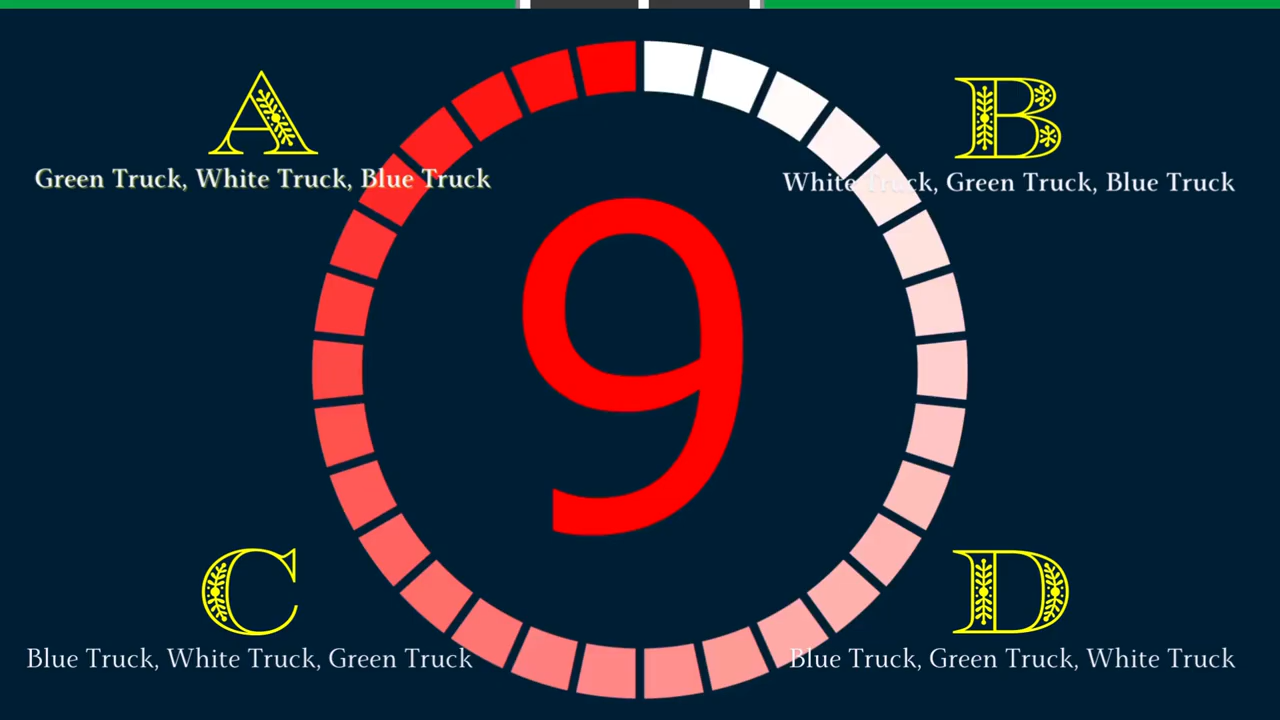 A
B
Green Truck, White Truck, Blue Truck
White Truck, Green Truck, Blue Truck
9
C
D
Blue Truck, White Truck, Green Truck
Blue Truck, Green Truck, White Truck